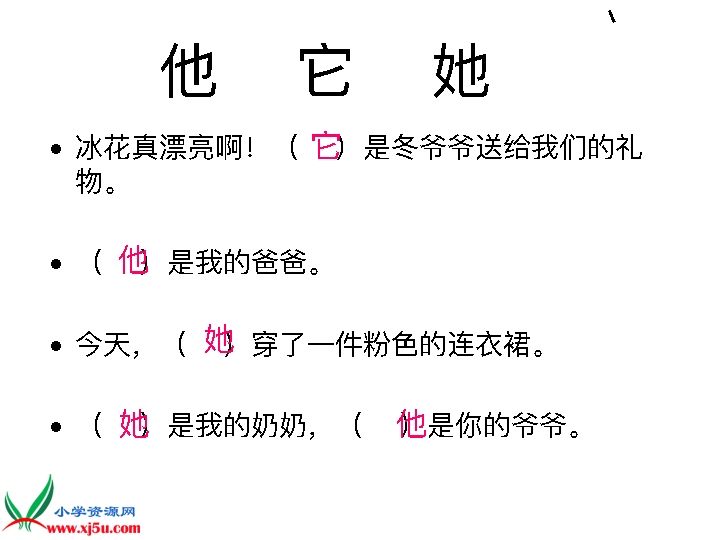 他 它 她
冰花真漂亮啊！（ 它 ）是冬爷爷送给我们的礼
物。
（ 他 ）是我的爸爸。
今天，（ 她 ）穿了一件粉色的连衣裙。
（ 她 ）是我的奶奶，（ 他 ）是你的爷爷。
小学资源网
www.xj5u.com